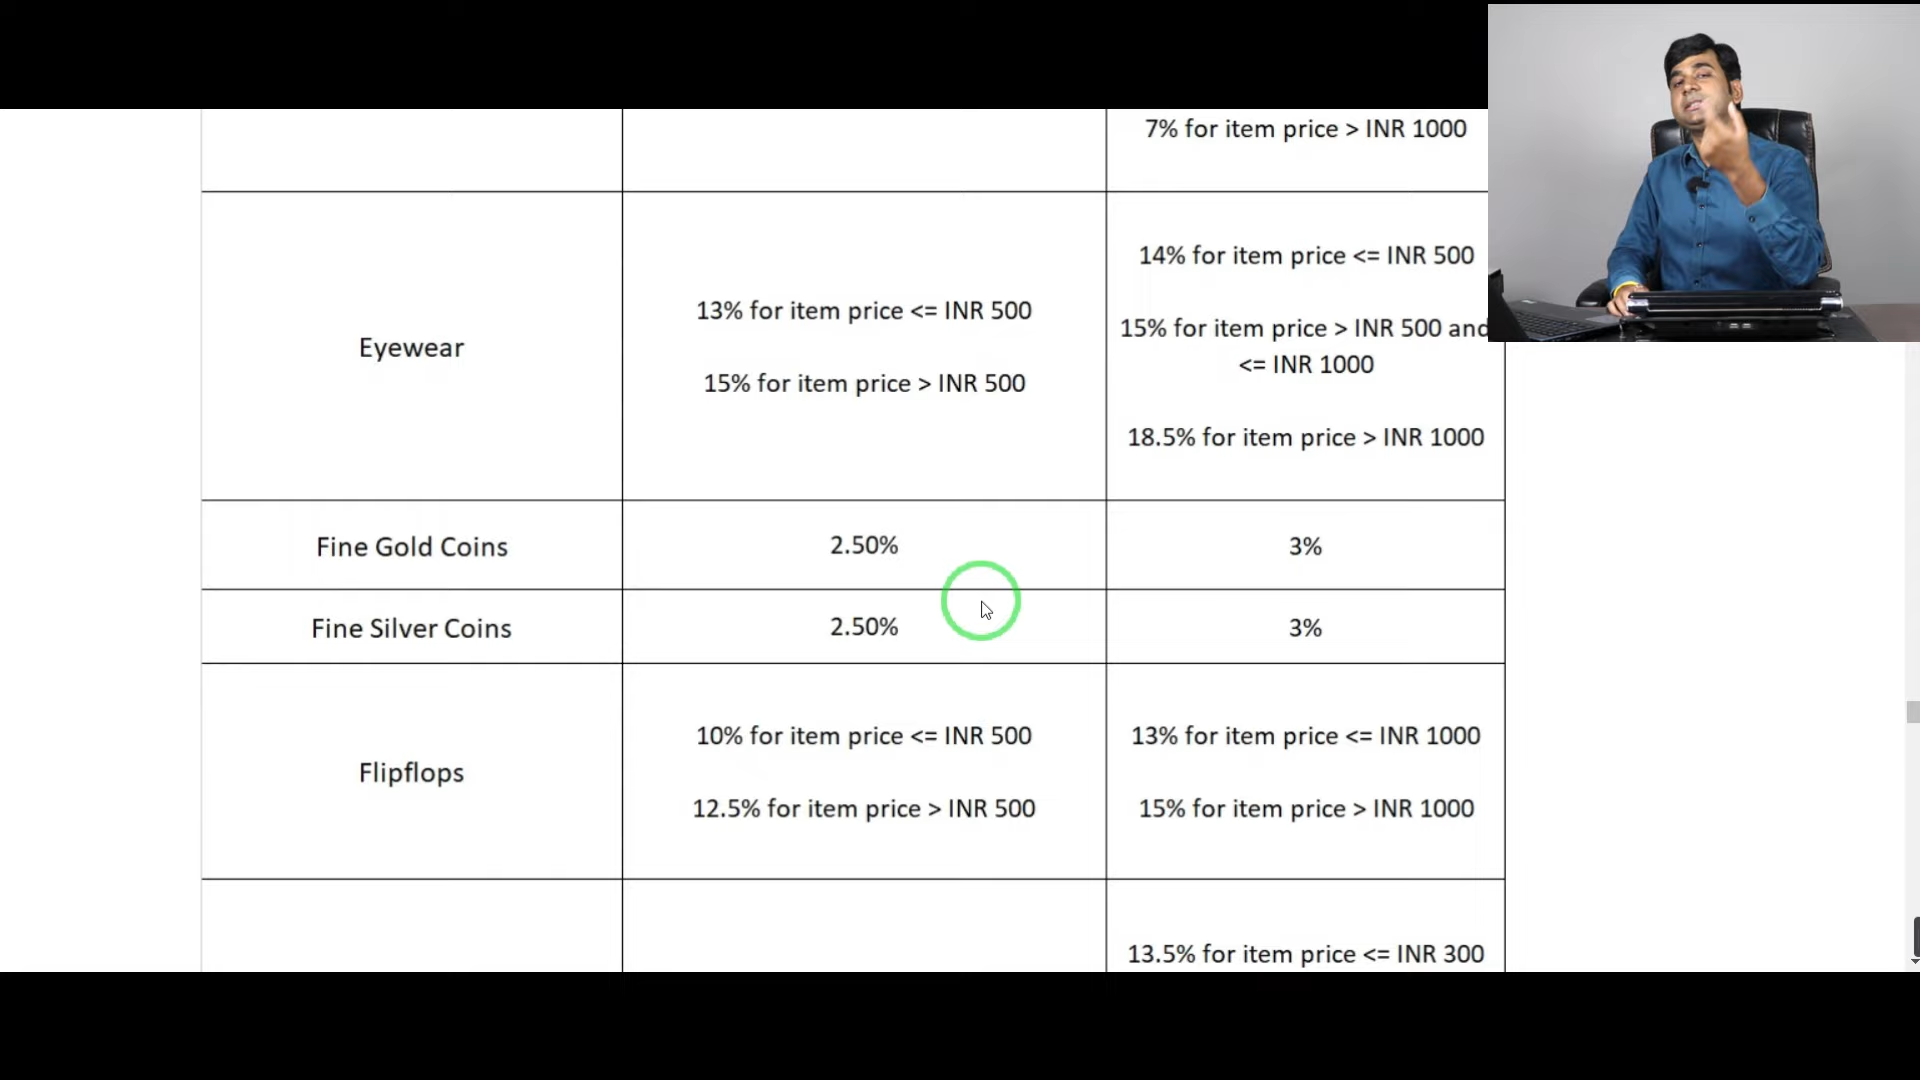 7% for item price > INR 1000
Eyewear
13% for item price <= INR 500
15% for item price > INR 500
14% for item price <= INR 500
15% for item price > INR 500 and
<= INR 1000
18.5% for item price > INR 1000
Fine Gold Coins
2.50%
3%
Fine Silver Coins
2.50%
3%
Flipflops
10% for item price <= INR 500
12.5% for item price > INR 500
13% for item price <= INR 1000
15% for item price > INR 1000
13.5% for item price <= INR 300